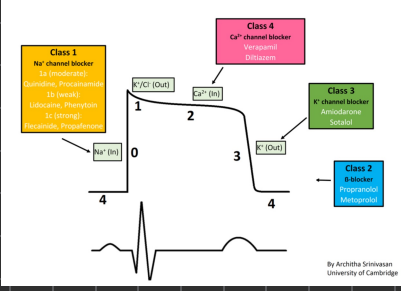 Class 1
Na⁺ channel blocker
1a (moderate):
Quinidine, Procainamide
1b (weak):
Lidocaine, Phenytoin
1c (strong):
Flecainide, Propafenone
Class 4
Ca²⁺ channel blocker
Verapamil
Diltiazem
K⁺/Cl⁻ (Out)
Ca²⁺ (In)
Class 3
K⁺ channel blocker
Amiodarone
Sotalol
1
2
Na⁺ (In)
0
3
K⁺ (Out)
Class 2
ß-blocker
Propranolol
Metoprolol
4
4
By Architha Srinivasan
University of Cambridge